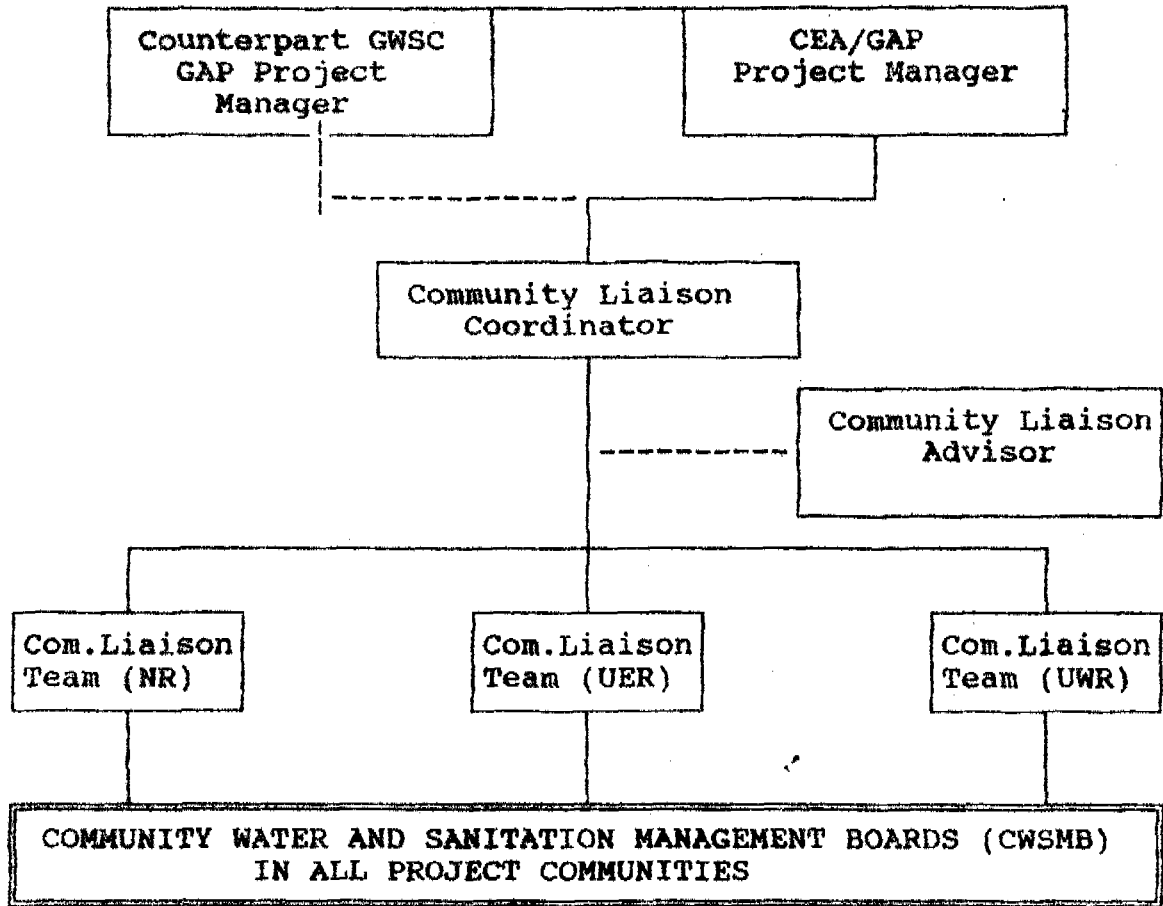 Counterpart GWSC
GAP Project
Manager
CEA/GAP
Project Manager
Community Liaison
Coordinator
Community Liaison
Advisor
Com.Liaison
Team (NR)
Com.Liaison
Team (UER)
Com.Liaison
Team (UWR)
COMMUNITY WATER AND SANITATION MANAGEMENT BOARDS (CWSMB)
IN ALL PROJECT COMMUNITIES